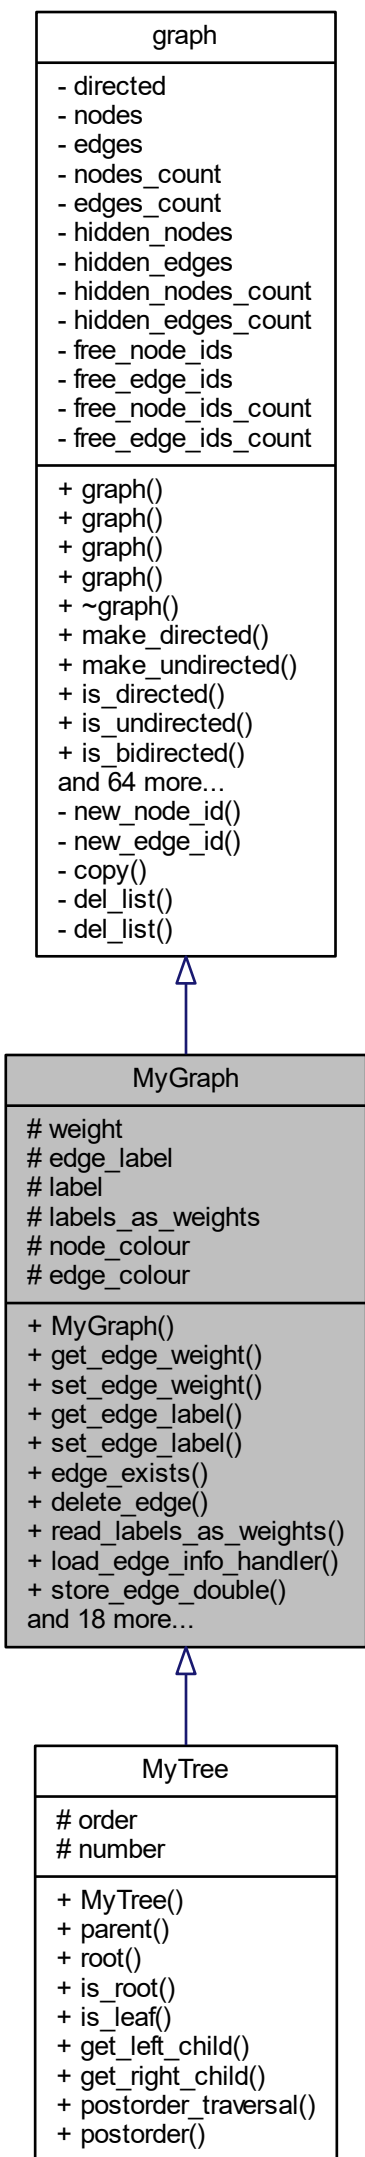 graph
- directed
- nodes
- edges
- nodes_count
- edges_count
- hidden_nodes
- hidden_edges
- hidden_nodes_count
- hidden_edges_count
- free_node_ids
- free_edge_ids
- free_node_ids_count
- free_edge_ids_count
+ graph()
+ graph()
+ graph()
+ graph()
+ ~graph()
+ make_directed()
+ make_undirected()
+ is_directed()
+ is_undirected()
+ is_bidirected()
and 64 more...
- new_node_id()
- new_edge_id()
- copy()
- del_list()
- del_list()
MyGraph
# weight
# edge_label
# label
# labels_as_weights
# node_colour
# edge_colour
+ MyGraph()
+ get_edge_weight()
+ set_edge_weight()
+ get_edge_label()
+ set_edge_label()
+ edge_exists()
+ delete_edge()
+ read_labels_as_weights()
+ load_edge_info_handler()
+ store_edge_double()
and 18 more...
MyTree
# order
# number
+ MyTree()
+ parent()
+ root()
+ is_root()
+ is_leaf()
+ get_left_child()
+ get_right_child()
+ postorder_traversal()
+ postorder()